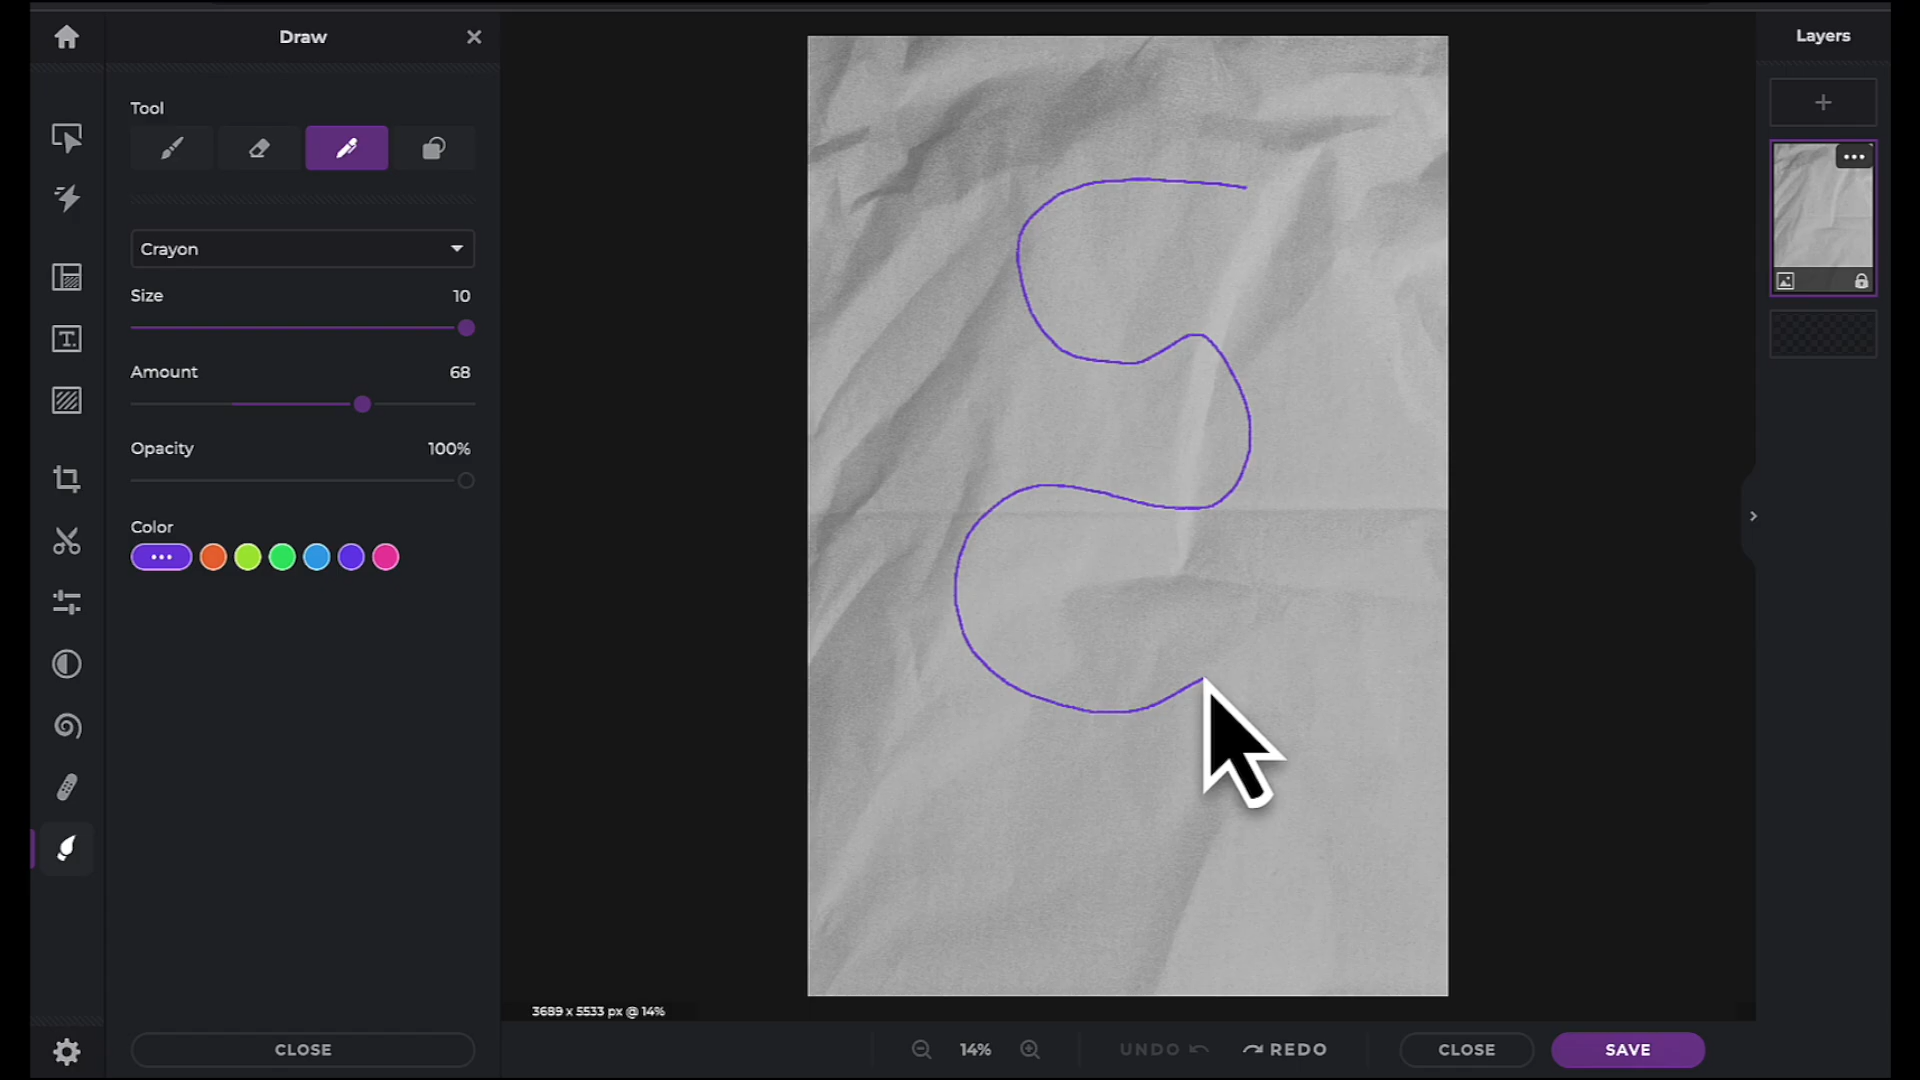 Draw
Layers
Tool
Crayon
Size 10
Amount 68
Opacity 100%
Color
3689 x 5533 px @ 14%
CLOSE
14%
UNDO
REDO
CLOSE
SAVE